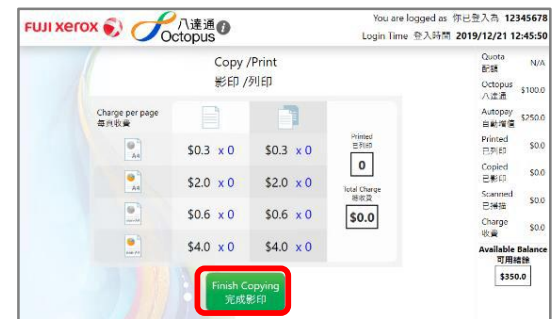 FUJI XEROX
八達通
Octopus
You are logged as 你已登入為 12345678
Login Time 登入時間 2019/12/21 12:45:50
Copy /Print
影印 /列印
Charge per page
每頁收費
A4
$0.3 x 0
$0.3 x 0
A4
$2.0 x 0
$2.0 x 0
$0.6 x 0
$0.6 x 0
$4.0 x 0
$4.0 x 0
Printed
已列印
0
Total Charge
總收費
$0.0
Finish Copying
完成影印
Quota
配額
N/A
Octopus
八達通
$100.0
Autopay
自動增值
$250.0
Printed
已列印
$0.0
Copied
已影印
$0.0
Scanned
已掃描
$0.0
Charge
收費
$0.0
Available Balance
可用結餘
$350.0